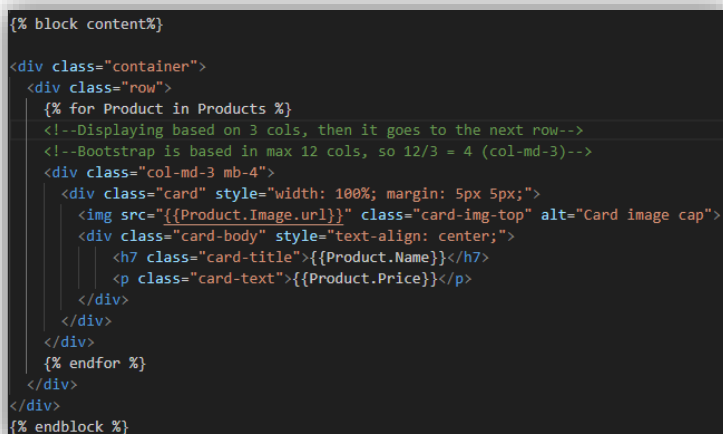 {% block content%}
<div class="container">
<div class="row">
{% for Product in Products %}
<!--Displaying based on 3 cols, then it goes to the next row-->
<!--Bootstrap is based in max 12 cols, so 12/3 = 4 (col-md-3)-->
<div class="col-md-3 mb-4">
<div class="card" style="width: 100%; margin: 5px 5px;">
<img src="{{Product.Image.url}}" class="card-img-top" alt="Card image cap">
<div class="card-body" style="text-align: center;">
<h7 class="card-title">{{Product.Name}}</h7>
<p class="card-text">{{Product.Price}}</p>
</div>
</div>
</div>
{% endfor %}
</div>
</div>
{% endblock %}